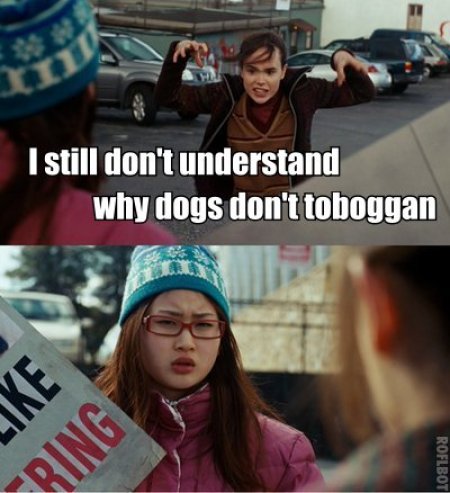 I still don't understand
why dogs don't toboggan
IKE
RING
ROFLBOT